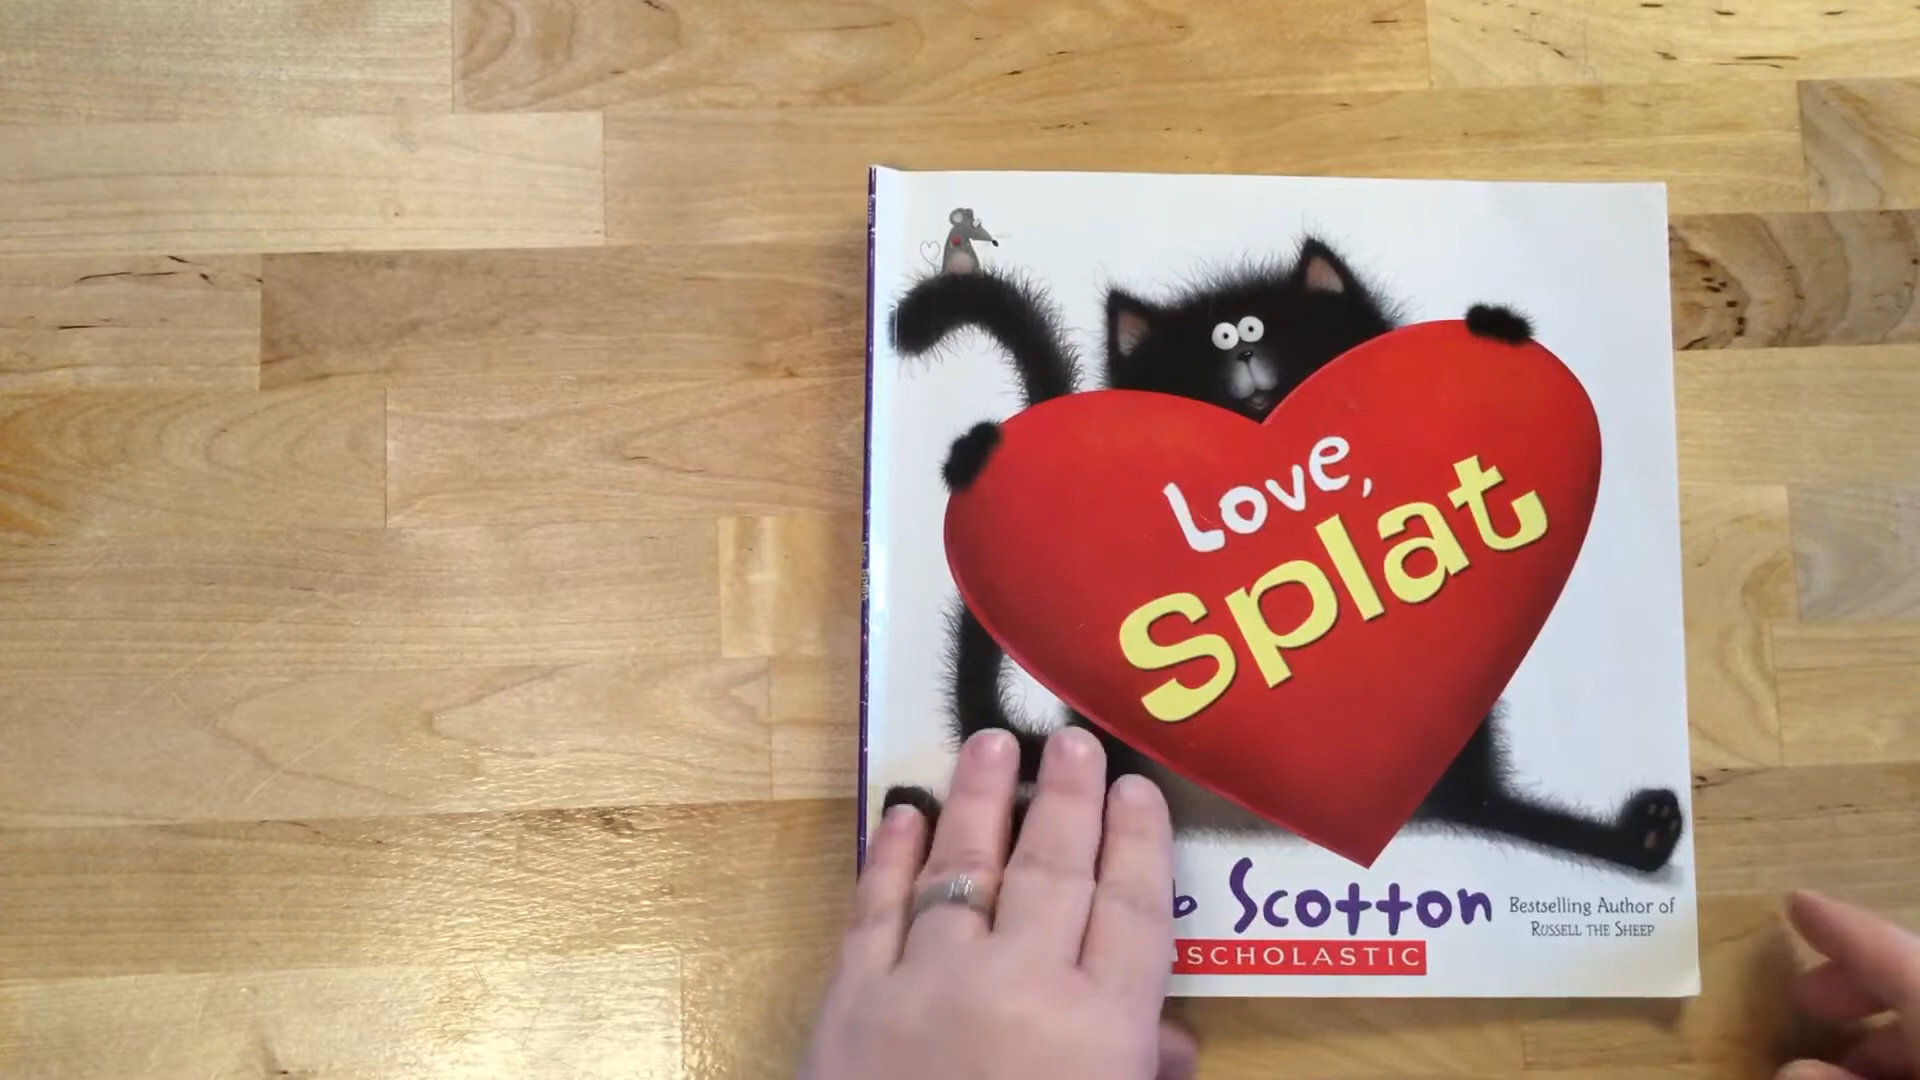 Love,
Splat
b Scotton
Bestselling Author of
RUSSELL THE SHEEP
SCHOLASTIC